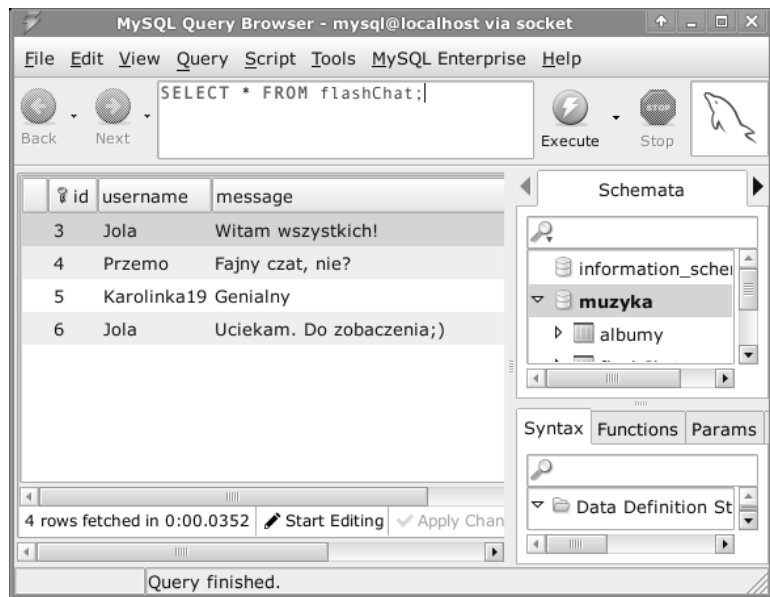 MySQL Query Browser - mysql@localhost via socket
File Edit View Query Script Tools MySQL Enterprise Help
SELECT * FROM flashChat;
Back Next Execute STOP Stop
id username message
3 Jola Witam wszystkich!
4 Przemo Fajny czat, nie?
5 Karolinka19 Genialny
6 Jola Uciekam. Do zobaczenia;)
4 rows fetched in 0:00.0352 Start Editing Apply Chan
Schemata
information_scher
muzyka
albumy
Syntax Functions Params
Data Definition St
Query finished.